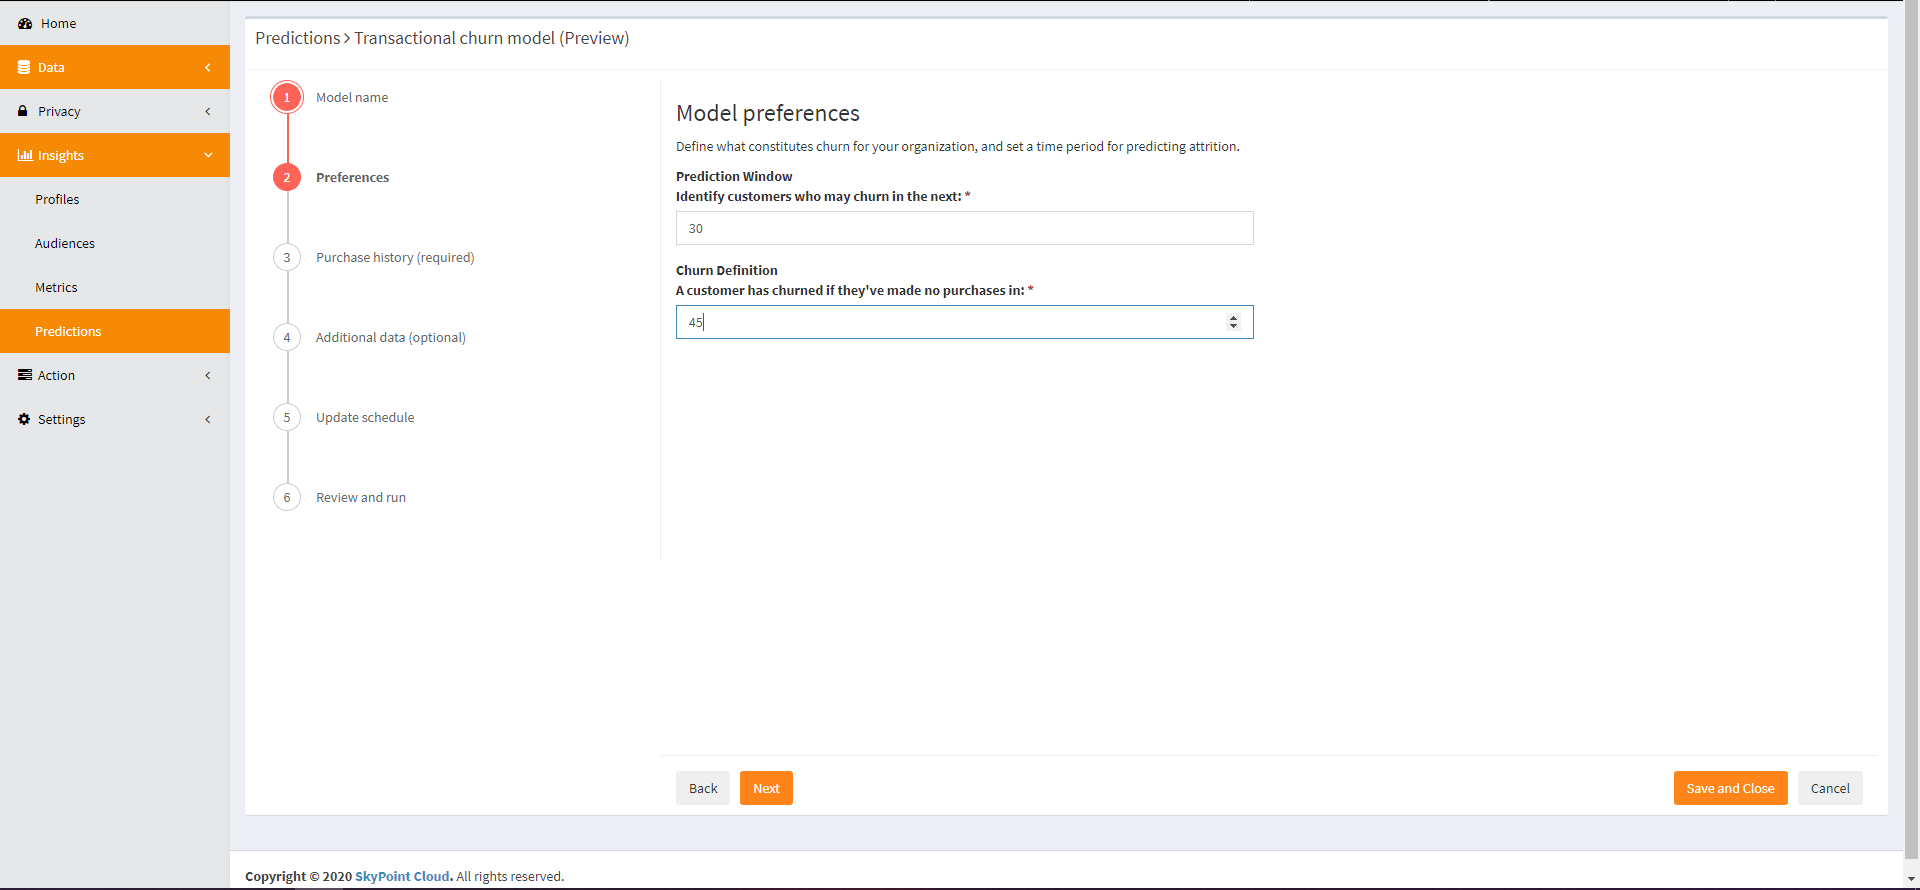 Home
Data
Privacy
Insights
Profiles
Audiences
Metrics
Predictions
Action
Settings
Predictions > Transactional churn model (Preview)
1 Model name
2 Preferences
3 Purchase history (required)
4 Additional data (optional)
5 Update schedule
6 Review and run
Model preferences
Define what constitutes churn for your organization, and set a time period for predicting attrition.
Prediction Window
Identify customers who may churn in the next: *
30
Churn Definition
A customer has churned if they've made no purchases in: *
45
Back Next Save and Close Cancel
Copyright © 2020 SkyPoint Cloud. All rights reserved.